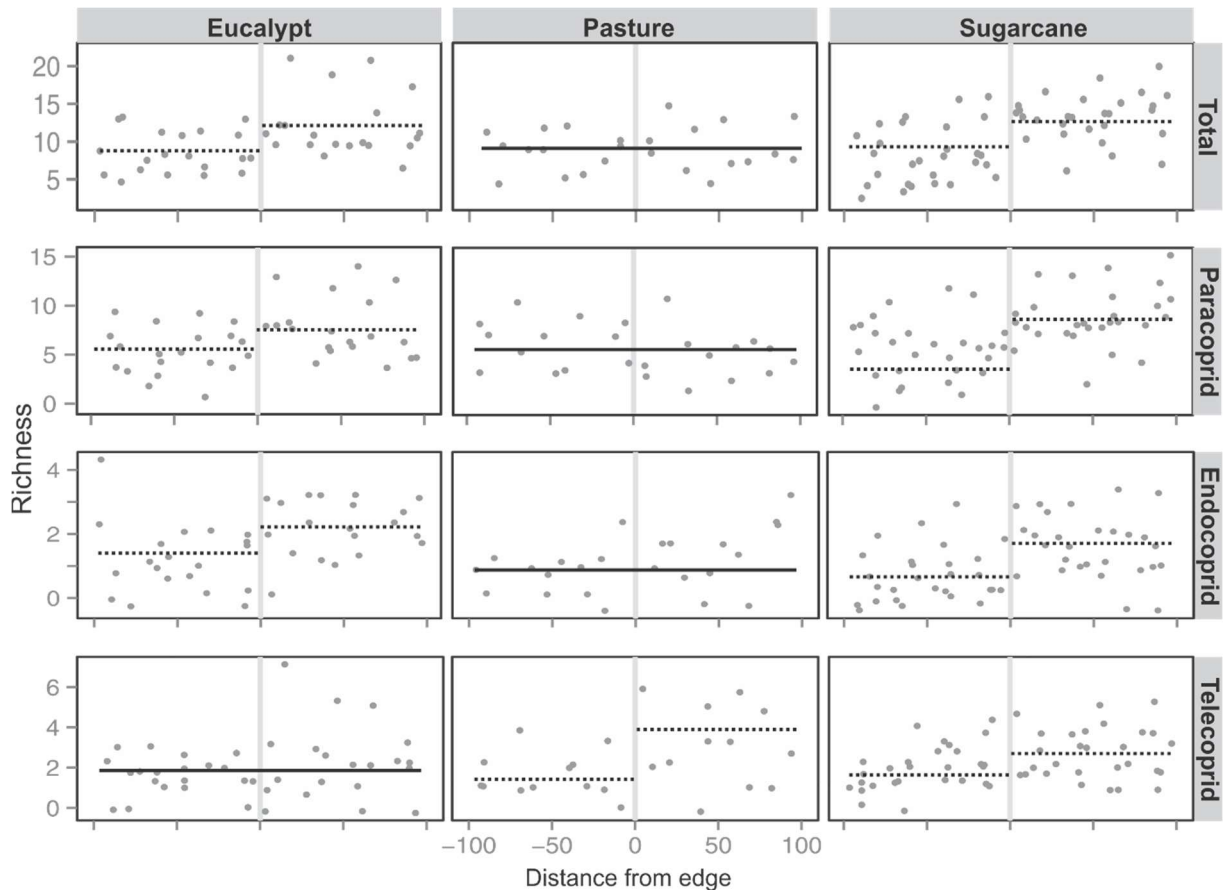 Eucalypt Pasture Sugarcane
20
15
10
5
Total
15
10
5
0
Paracoprid
Richness
4
2
0
Endocoprid
6
4
2
0
Telecoprid
−100 −50 0 50 100
Distance from edge